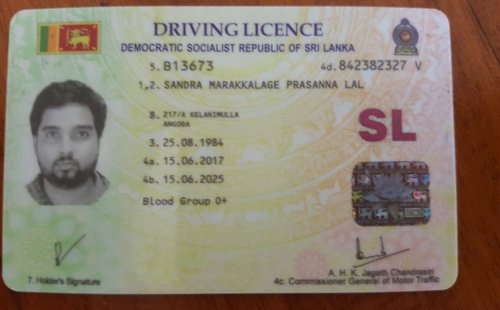 DRIVING LICENCE
DEMOCRATIC SOCIALIST REPUBLIC OF SRI LANKA
5. B13673 4d. 842382327 V
1,2. SANDRA MARAKKALAGE PRASANNA LAL
8. 217/A KELANIMULLA
ANGODA
3. 25.08.1984
4a. 15.06.2017
4b. 15.06.2025
SL
Blood Group O+
7. Holder's Signature
A. H. K. Jagath Chandrasiri
4c. Commissioner General of Motor Traffic